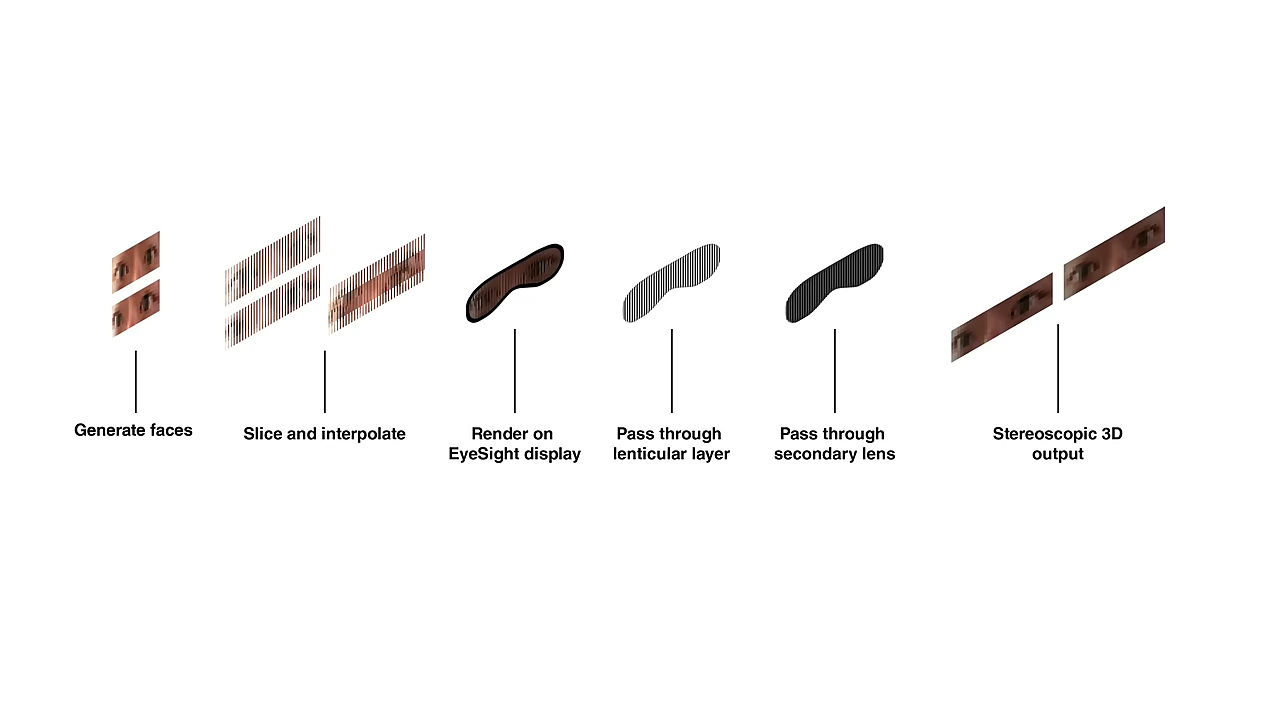 Generate faces
Slice and interpolate
Render on
EyeSight display
Pass through
lenticular layer
Pass through
secondary lens
Stereoscopic 3D
output